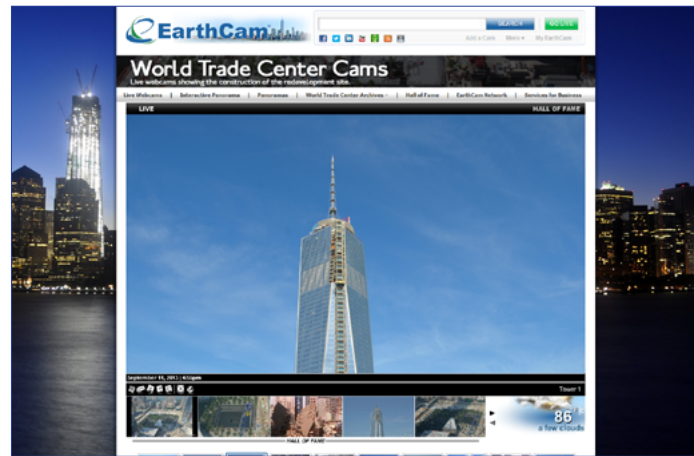 EarthCam
SEARCH
GO LIVE
Add a Cam More My EarthCam
World Trade Center Cams
Live webcams showing the construction of the redevelopment site.
Live Webcams | Interactive Panorama | Panoramas | World Trade Center Archives | Hall of Fame | EarthCam Network | Services for Business
LIVE HALL OF FAME
Tower 1
HALL OF FAME
86°
a few clouds